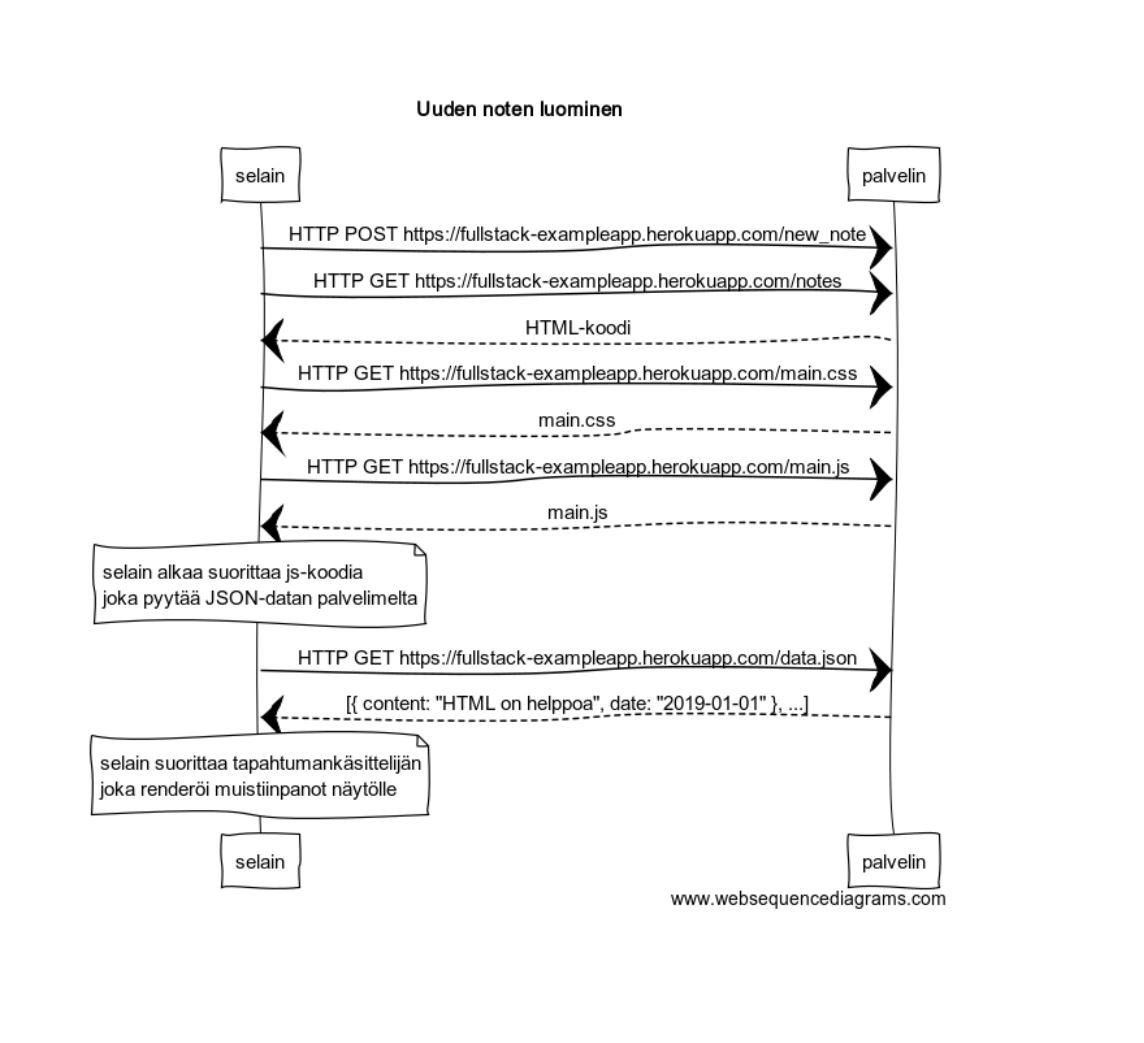 Uuden noten luominen
selain
palvelin
HTTP POST https://fullstack-exampleapp.herokuapp.com/new_note
HTTP GET https://fullstack-exampleapp.herokuapp.com/notes
HTML-koodi
HTTP GET https://fullstack-exampleapp.herokuapp.com/main.css
main.css
HTTP GET https://fullstack-exampleapp.herokuapp.com/main.js
main.js
selain alkaa suorittaa js-koodia
joka pyytää JSON-datan palvelimelta
HTTP GET https://fullstack-exampleapp.herokuapp.com/data.json
[{ content: "HTML on helppoa", date: "2019-01-01" }, ...]
selain suorittaa tapahtumankäsittelijän
joka renderöi muistiinpanot näytölle
selain
palvelin
www.websequencediagrams.com